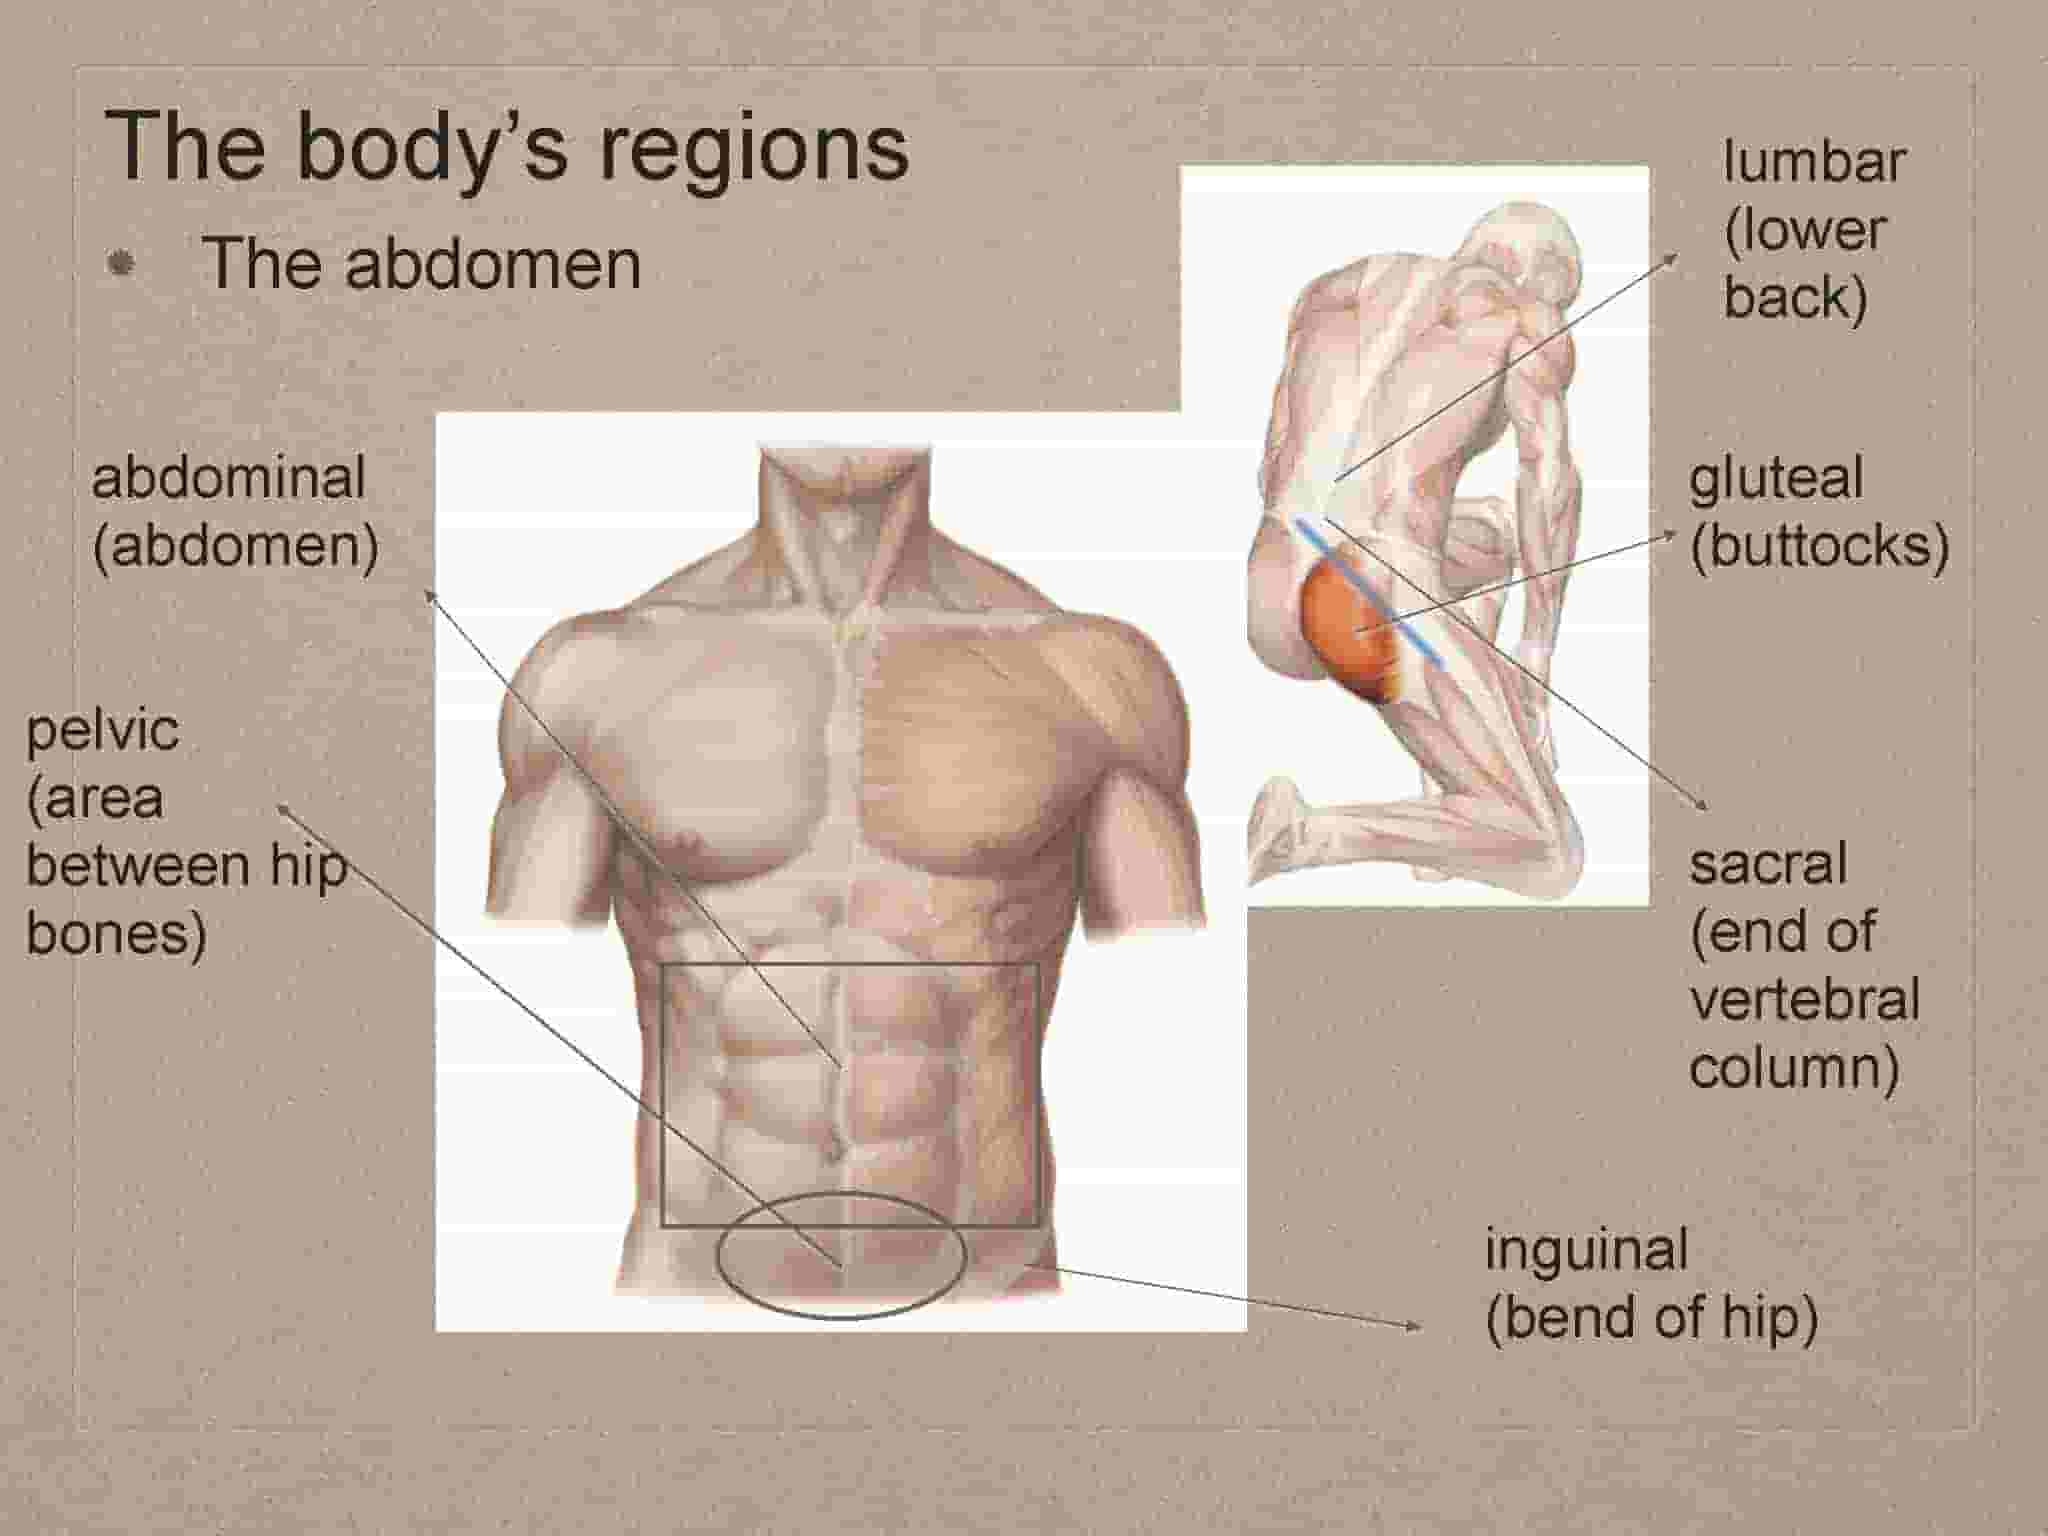 The body's regions
The abdomen
abdominal
(abdomen)
pelvic
(area
between hip
bones)
lumbar
(lower
back)
gluteal
(buttocks)
sacral
(end of
vertebral
column)
inguinal
(bend of hip)